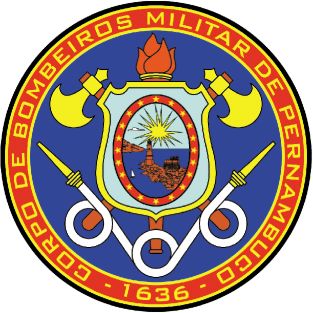 CORPO DE BOMBEIROS MILITAR DE PERNAMBUCO
- 1636 -